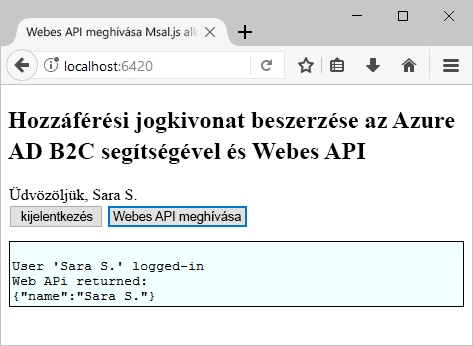 Webes API meghívása Msal.js alk
localhost:6420
Hozzáférési jogkivonat beszerzése az Azure
AD B2C segítségével és Webes API
Üdvözöljük, Sara S.
kijelentkezés Webes API meghívása
User 'Sara S.' logged-in
Web APi returned:
{"name":"Sara S."}